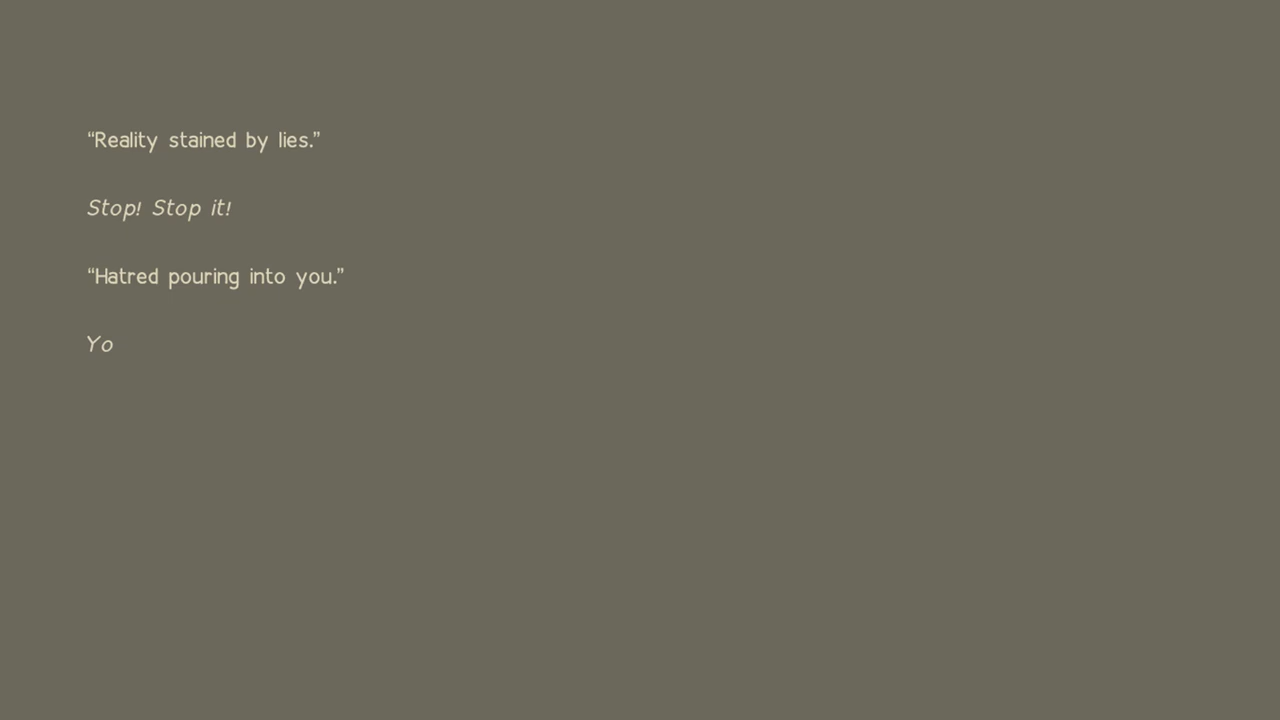 “Reality stained by lies.”
Stop! Stop it!
“Hatred pouring into you.”
Yo